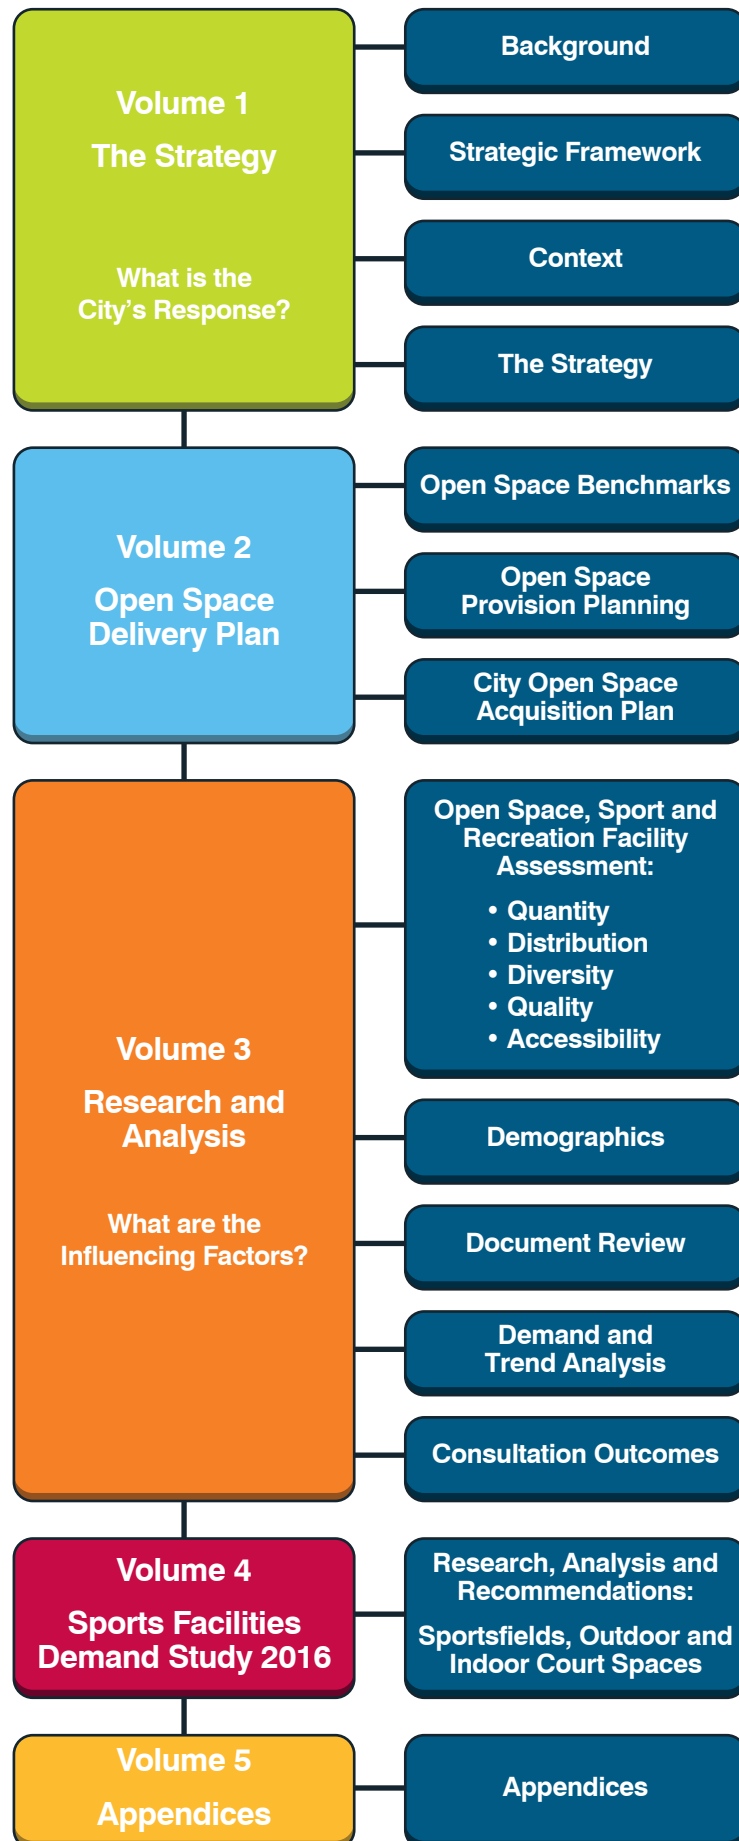 Volume 1
The Strategy
What is the
City's Response?
Background
Strategic Framework
Context
The Strategy
Volume 2
Open Space
Delivery Plan
Open Space Benchmarks
Open Space
Provision Planning
City Open Space
Acquisition Plan
Volume 3
Research and
Analysis
What are the
Influencing Factors?
Open Space, Sport and
Recreation Facility
Assessment:
• Quantity
• Distribution
• Diversity
• Quality
• Accessibility
Demographics
Document Review
Demand and
Trend Analysis
Consultation Outcomes
Volume 4
Sports Facilities
Demand Study 2016
Research, Analysis and
Recommendations:
Sportsfields, Outdoor and
Indoor Court Spaces
Volume 5
Appendices
Appendices